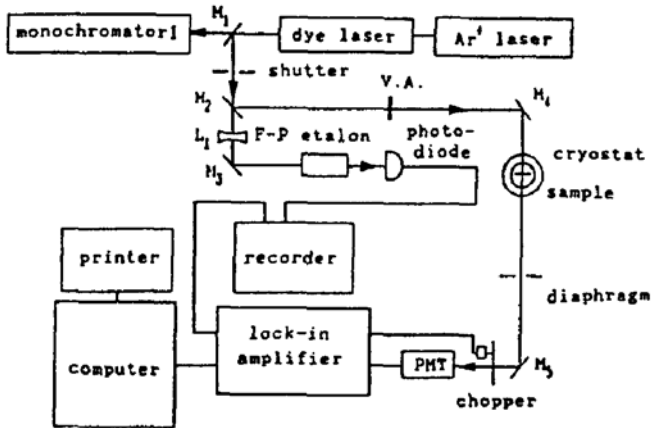 M1
monochromatorI
dye laser
Ar+ laser
shutter
V.A.
M2
M4
L1
F-P etalon
photo-
diode
M3
cryostat
sample
printer
recorder
diaphragm
computer
lock-in
amplifier
PMT
M5
chopper